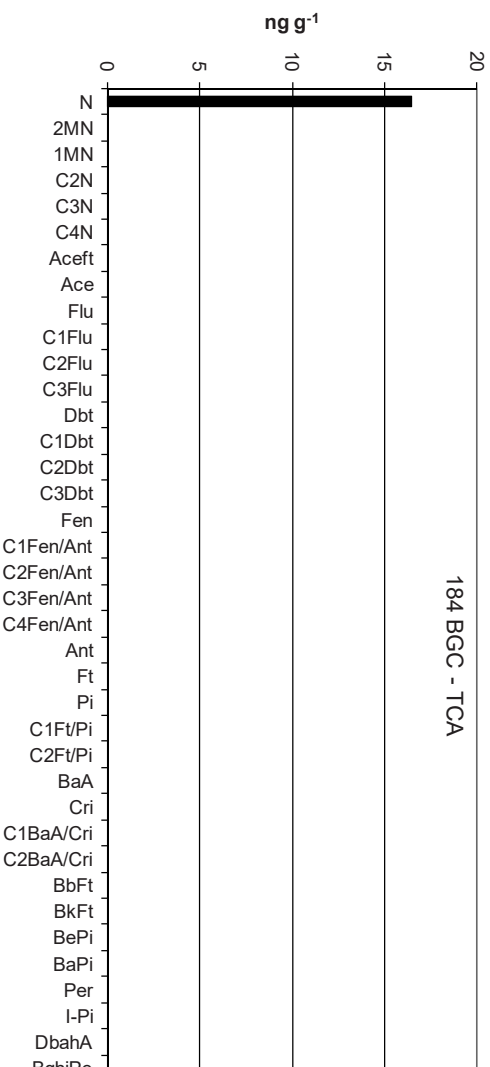 ng g-1
0
5
10
15
20
N
2MN
1MN
C2N
C3N
C4N
Aceft
Ace
Flu
C1Flu
C2Flu
C3Flu
Dbt
C1Dbt
C2Dbt
C3Dbt
Fen
C1Fen/Ant
C2Fen/Ant
C3Fen/Ant
C4Fen/Ant
Ant
Ft
Pi
C1Ft/Pi
C2Ft/Pi
BaA
Cri
C1BaA/Cri
C2BaA/Cri
BbFt
BkFt
BePi
BaPi
Per
I-Pi
DbahA
184 BGC - TCA